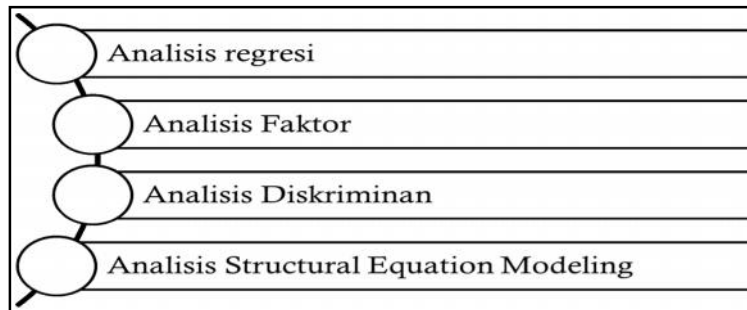 Analisis regresi
Analisis Faktor
Analisis Diskriminan
Analisis Structural Equation Modeling